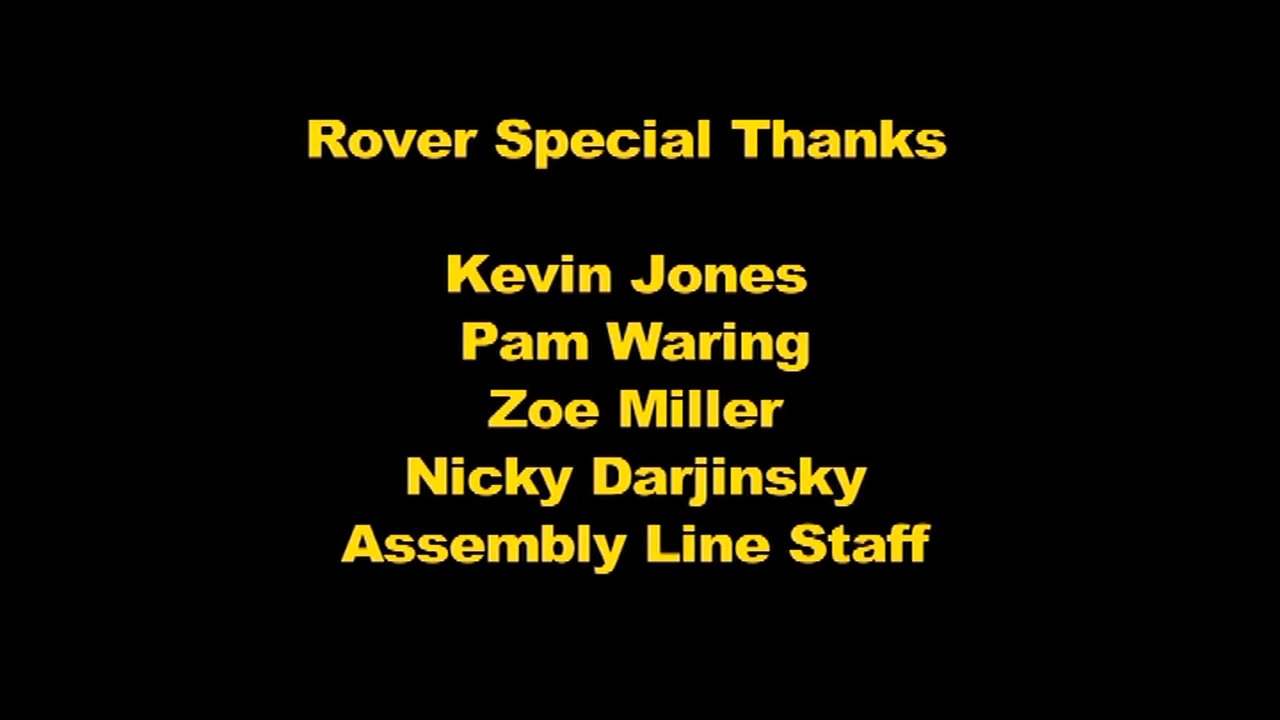 Rover Special Thanks
Kevin Jones
Pam Waring
Zoe Miller
Nicky Darjinsky
Assembly Line Staff